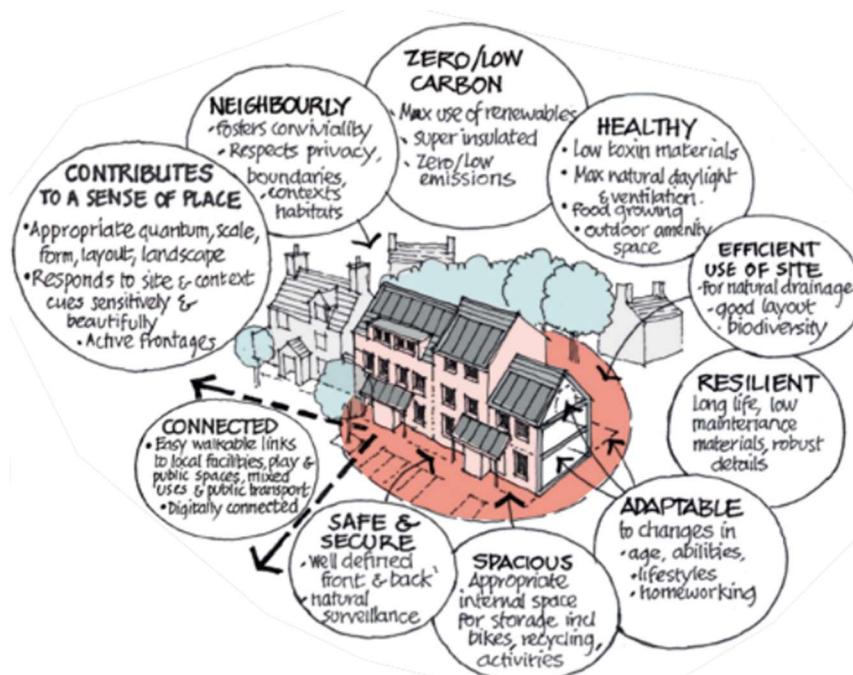 ZERO/LOW
CARBON
Max use of renewables
• Super insulated
• Zero/Low
emissions
NEIGHBOURLY
• Fosters conviviality
• Respects privacy,
boundaries,
contexts
habitats
HEALTHY
• Low toxin materials
• Max natural daylight
& ventilation.
• Food growing
• outdoor amenity
space
CONTRIBUTES
TO A SENSE OF PLACE
• Appropriate quantum, scale,
form, layout, landscape
• Responds to site & context
cues sensitively &
beautifully
• Active frontages
EFFICIENT
USE OF SITE
- For natural drainage
- good layout
• biodiversity
RESILIENT
Long life, low
maintenance
materials, robust
details
CONNECTED
• Easy walkable links
to local facilities, play &
public spaces, mixed
uses & public transport
• Digitally connected
ADAPTABLE
to changes in
• age, abilities,
• lifestyles
• homeworking
SAFE &
SECURE
• Well defined
front & back'
• natural
surveillance
SPACIOUS
Appropriate
internal space
for storage incl
bikes, recycling,
activities